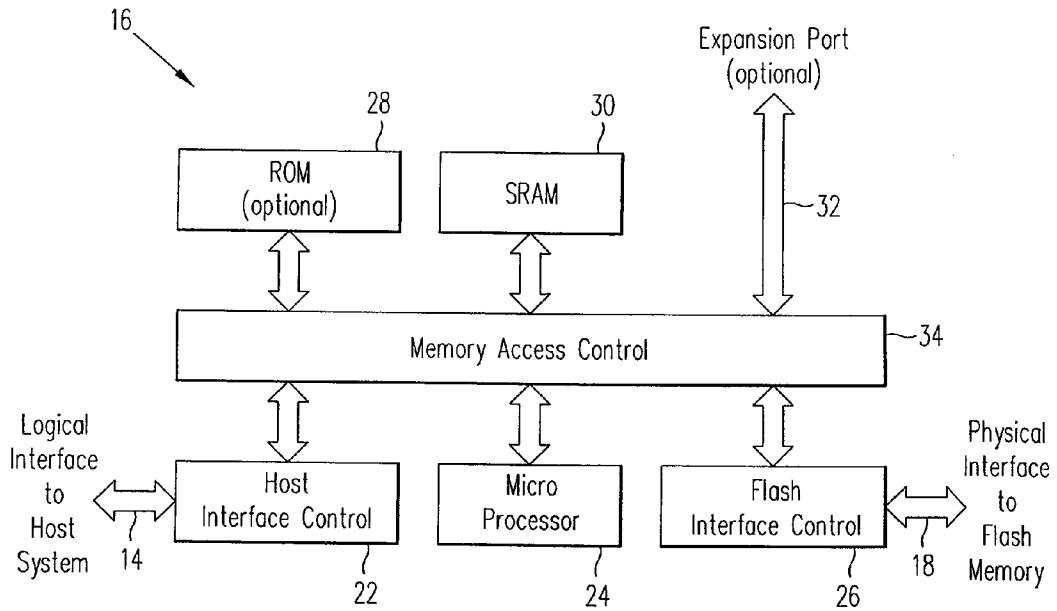 16
Expansion Port
(optional)
28
30
ROM
(optional)
SRAM
32
Memory Access Control
34
Logical
Interface
to
Host
System
14
Host
Interface Control
22
Micro
Processor
24
Flash
Interface Control
26
18
Physical
Interface
to
Flash
Memory